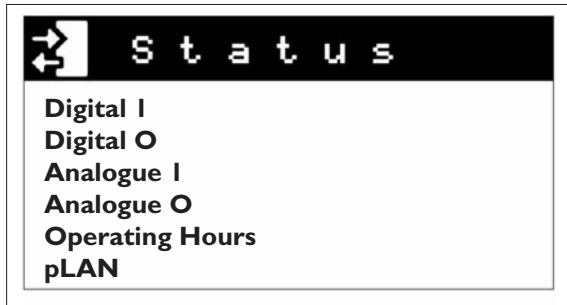 Status
Digital I
Digital O
Analogue I
Analogue O
Operating Hours
pLAN